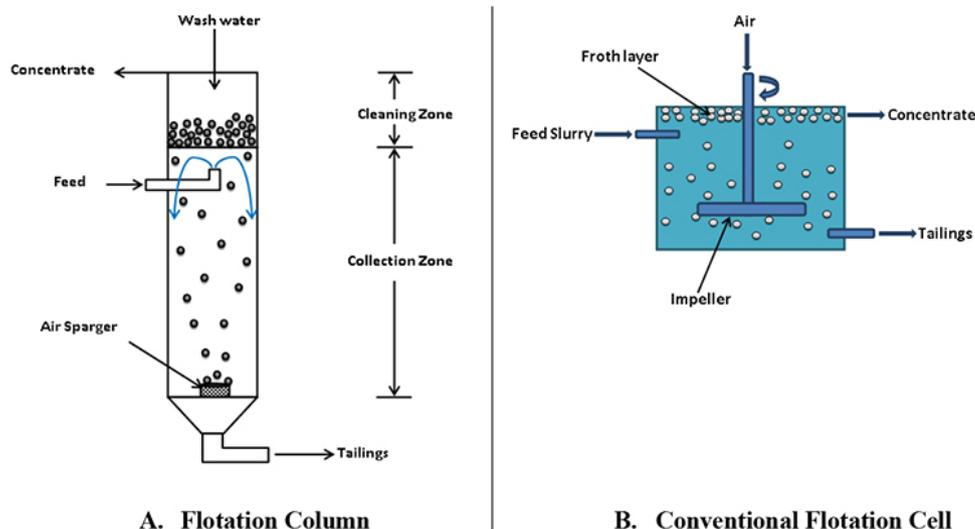 Wash water
Concentrate
Cleaning Zone
Feed
Collection Zone
Air Sparger
Tailings
A. Flotation Column
Air
Froth layer
Concentrate
Feed Slurry
Tailings
Impeller
B. Conventional Flotation Cell